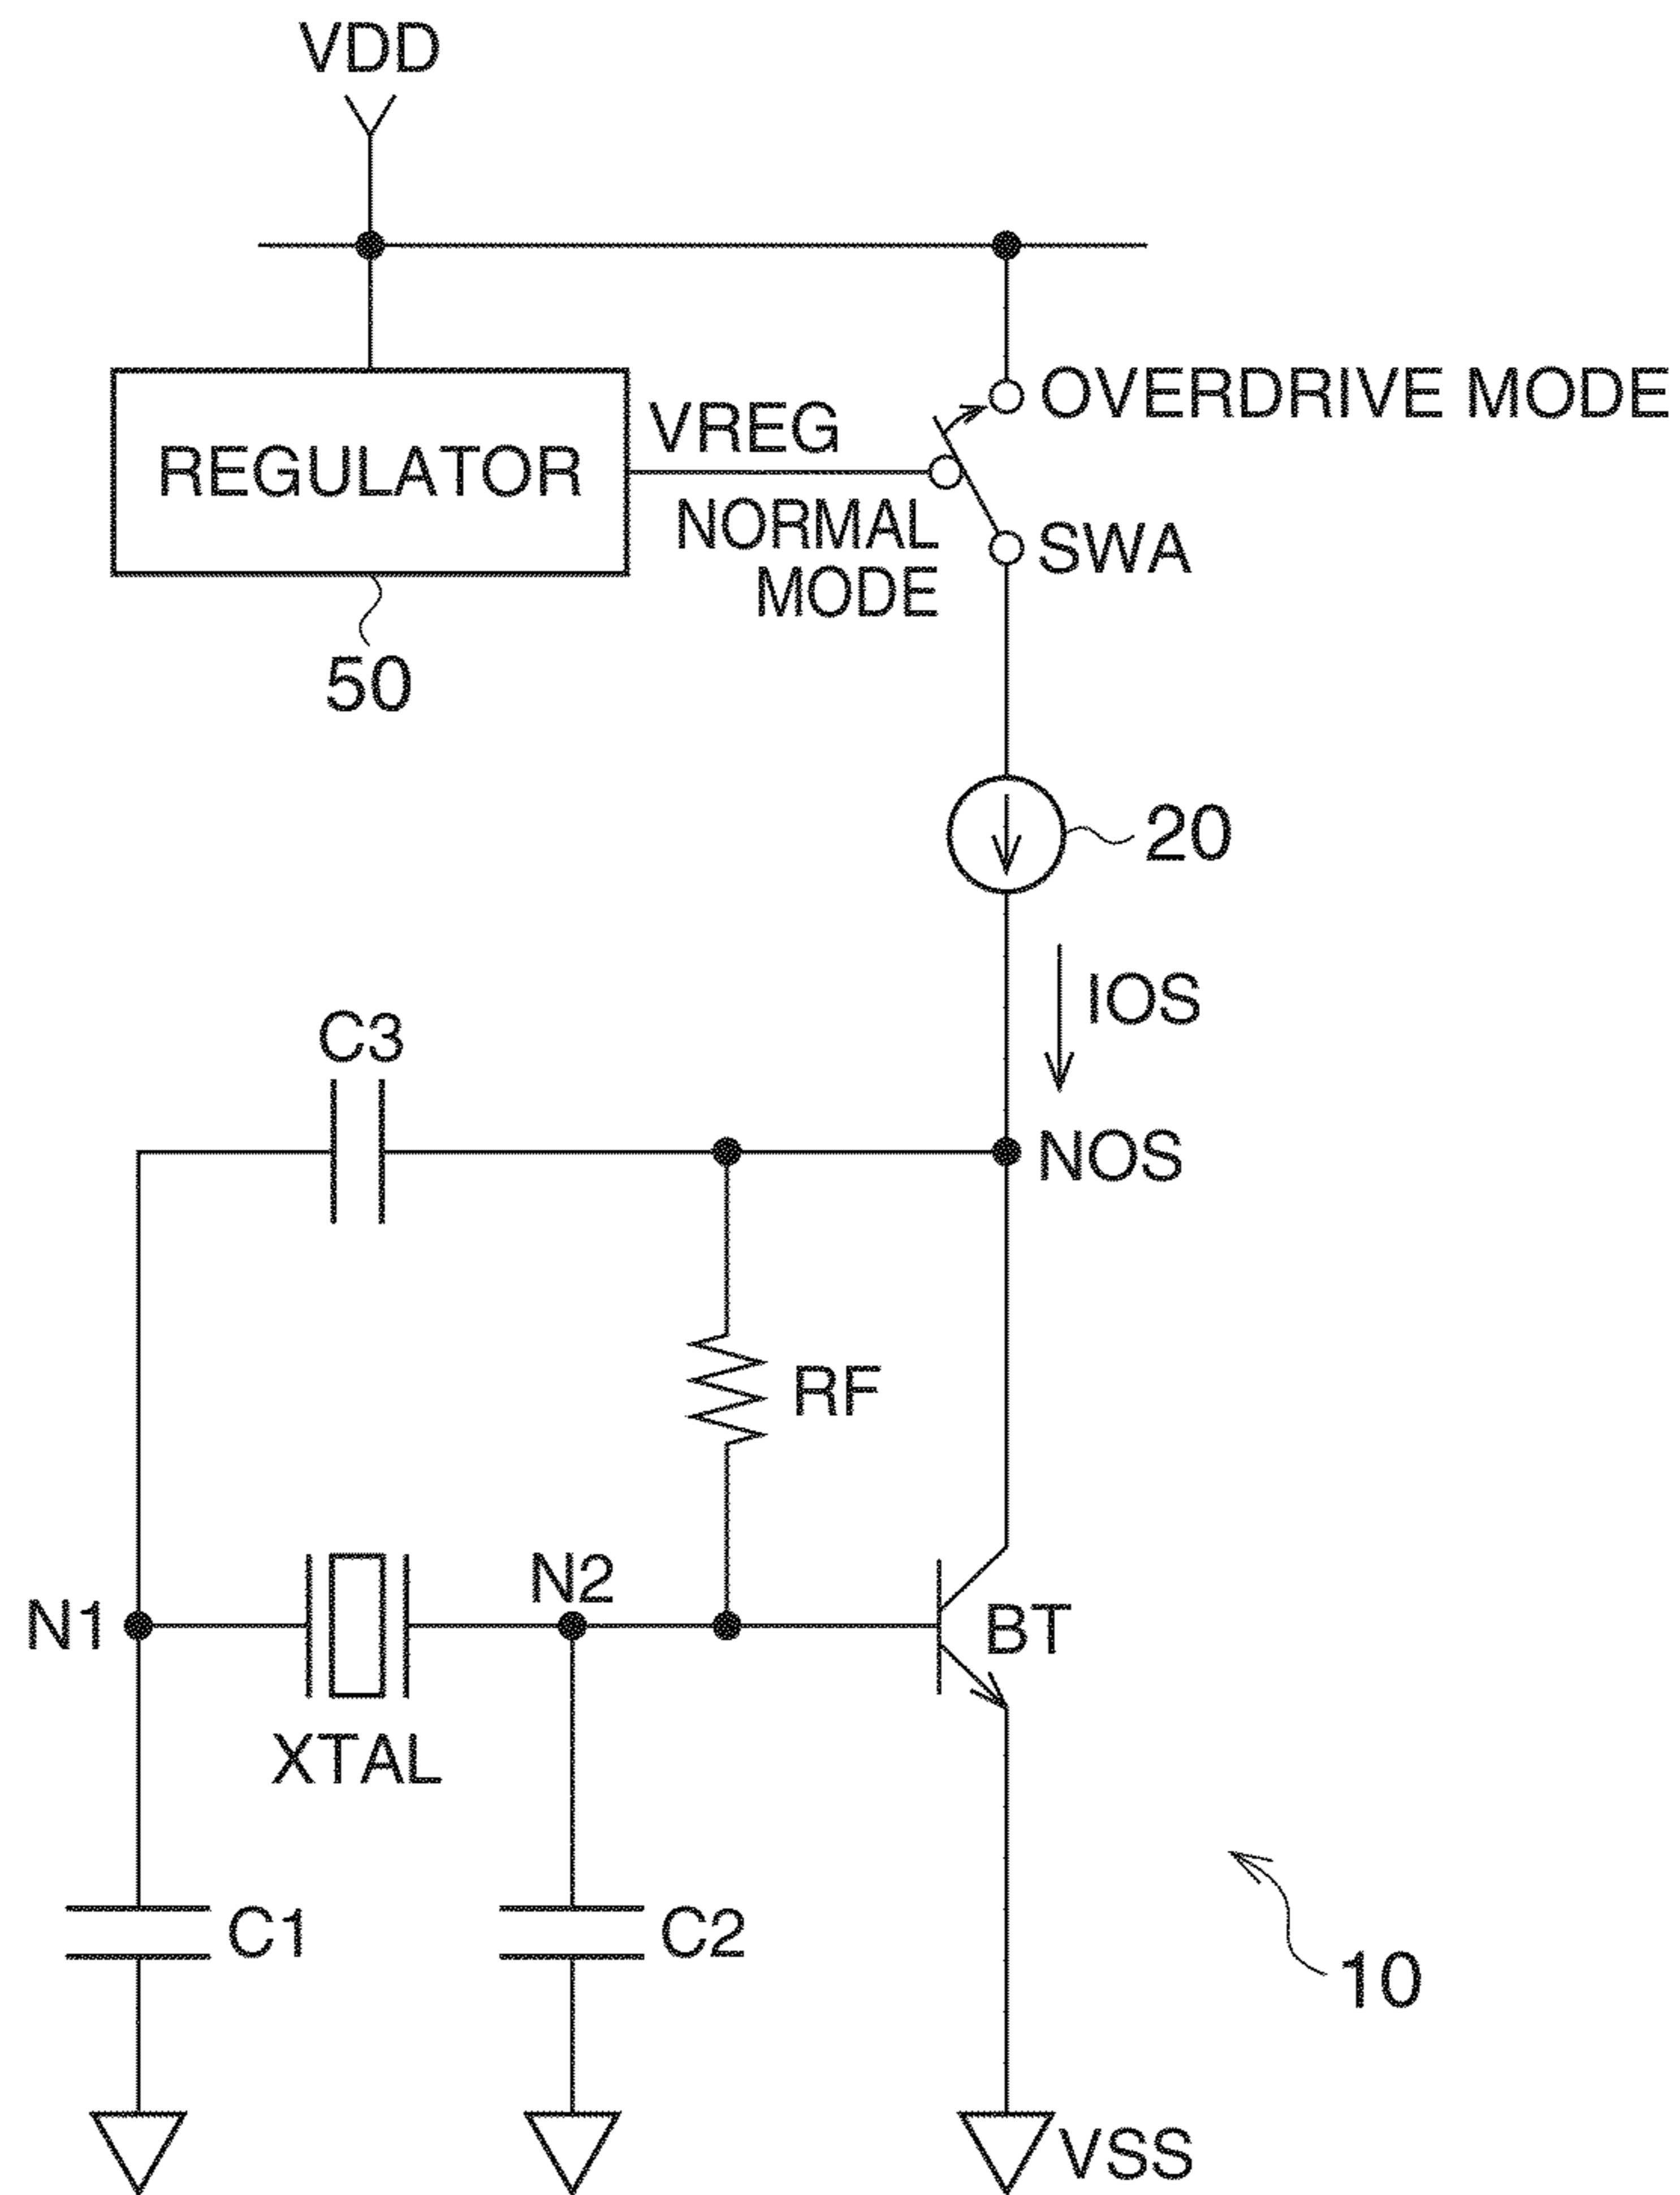 VDD
OVERDRIVE MODE
VREG
REGULATOR
NORMAL
MODE
SWA
50
20
IOS
C3
NOS
RF
N2
N1
BT
XTAL
C1
C2
10
VSS